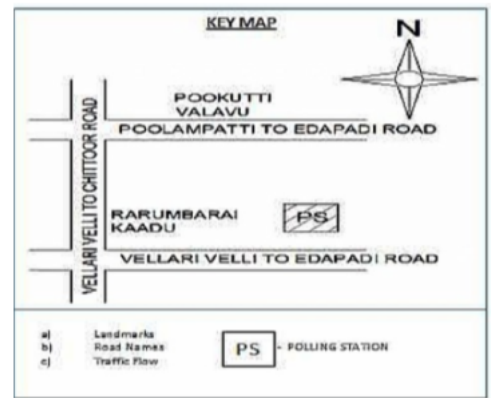 KEY MAP
N
POOKUTTI
VALAVU
POOLAMPATTI TO EDAPADI ROAD
VELLARI VELLI TO CHITTOOR ROAD
RARUMBARAI
KAADU
PS
VELLARI VELLI TO EDAPADI ROAD
a) Landmarks
b) Road Names
c) Traffic Flow
PS - POLLING STATION